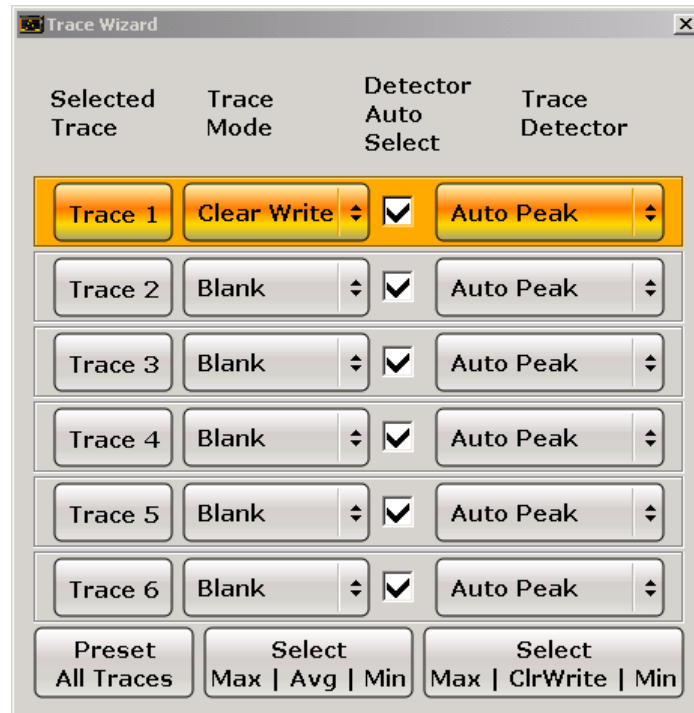 Trace Wizard
Selected Trace
Trace Mode
Detector Auto Select
Trace Detector
Trace 1 Clear Write Auto Peak
Trace 2 Blank Auto Peak
Trace 3 Blank Auto Peak
Trace 4 Blank Auto Peak
Trace 5 Blank Auto Peak
Trace 6 Blank Auto Peak
Preset All Traces
Select Max | Avg | Min
Select Max | ClrWrite | Min